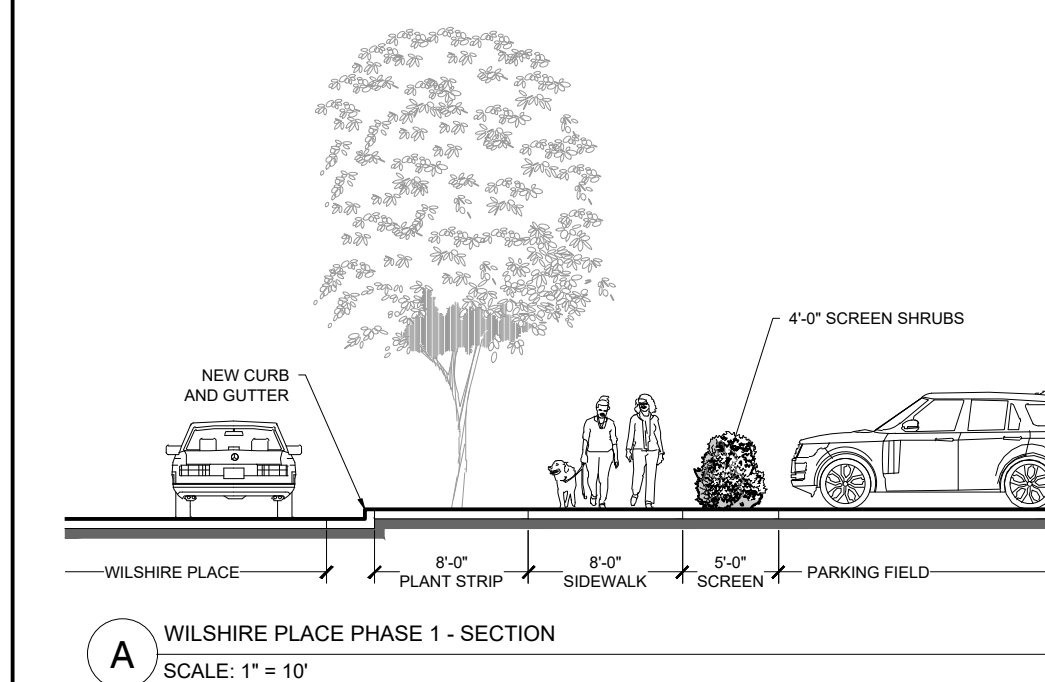 4'-0" SCREEN SHRUBS
NEW CURB
AND GUTTER
WILSHIRE PLACE
8'-0"
PLANT STRIP
8'-0"
SIDEWALK
5'-0"
SCREEN
PARKING FIELD
A
WILSHIRE PLACE PHASE 1 - SECTION
SCALE: 1" = 10'